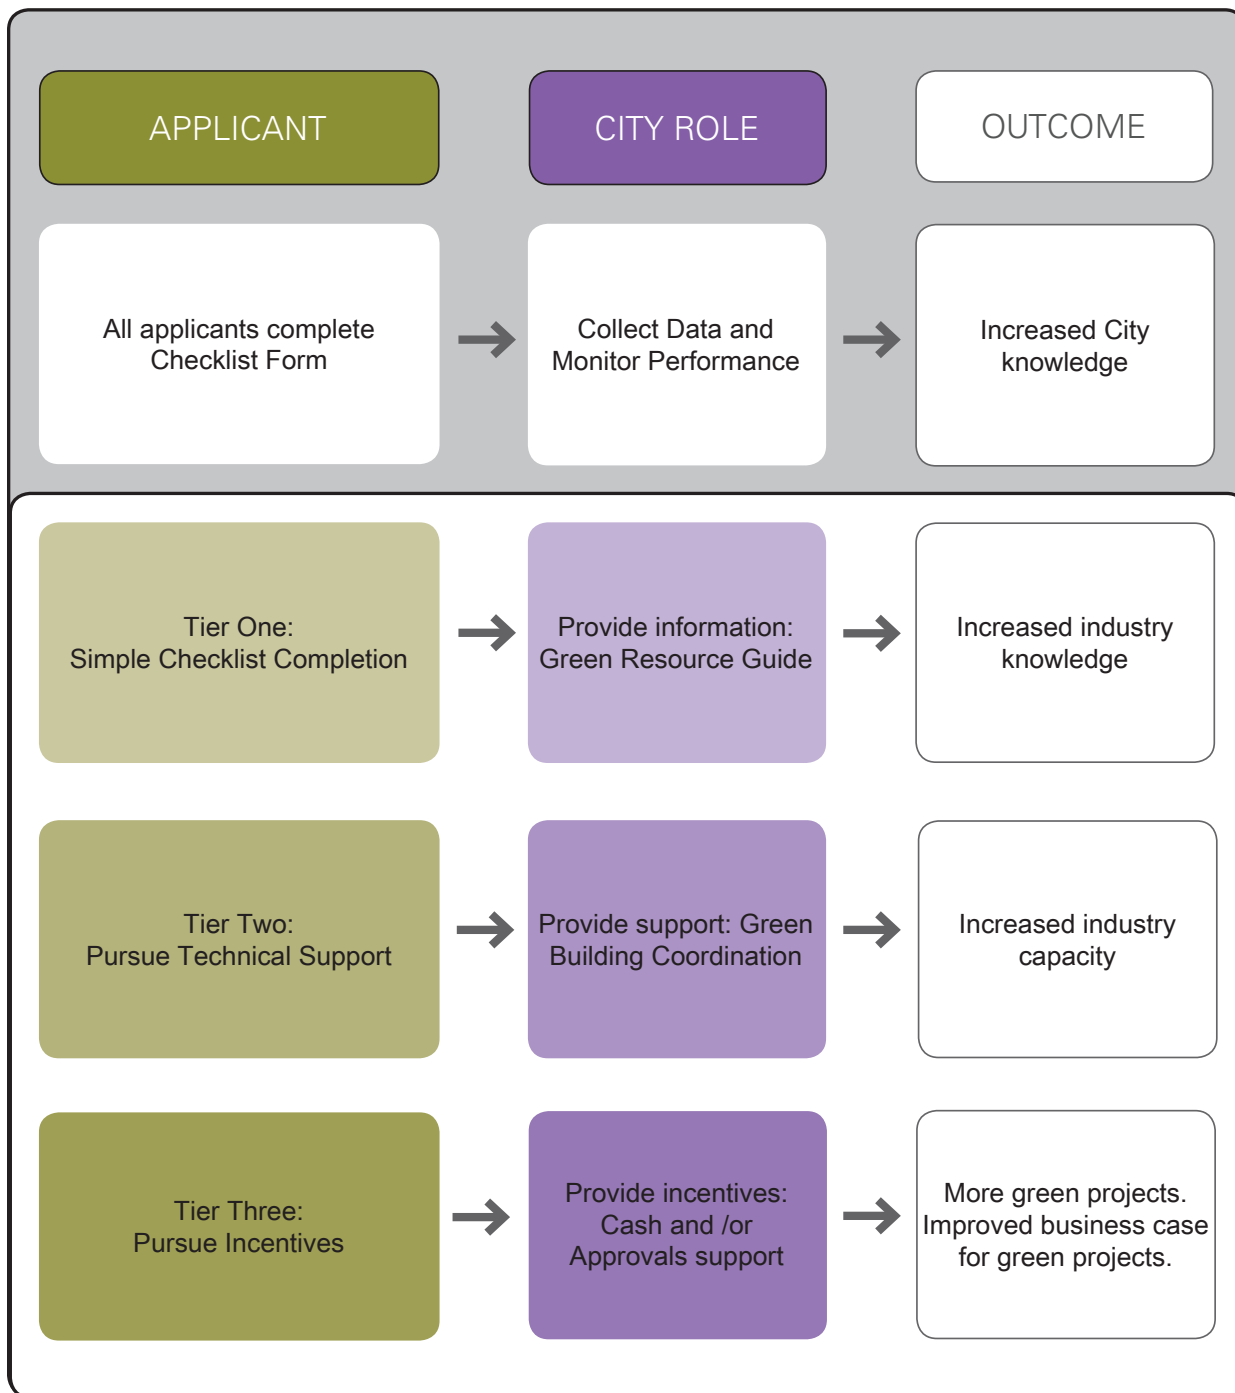 APPLICANT
CITY ROLE
OUTCOME
All applicants complete
Checklist Form
Collect Data and
Monitor Performance
Increased City
knowledge
Tier One:
Simple Checklist Completion
Provide information:
Green Resource Guide
Increased industry
knowledge
Tier Two:
Pursue Technical Support
Provide support: Green
Building Coordination
Increased industry
capacity
Tier Three:
Pursue Incentives
Provide incentives:
Cash and /or
Approvals support
More green projects.
Improved business case
for green projects.